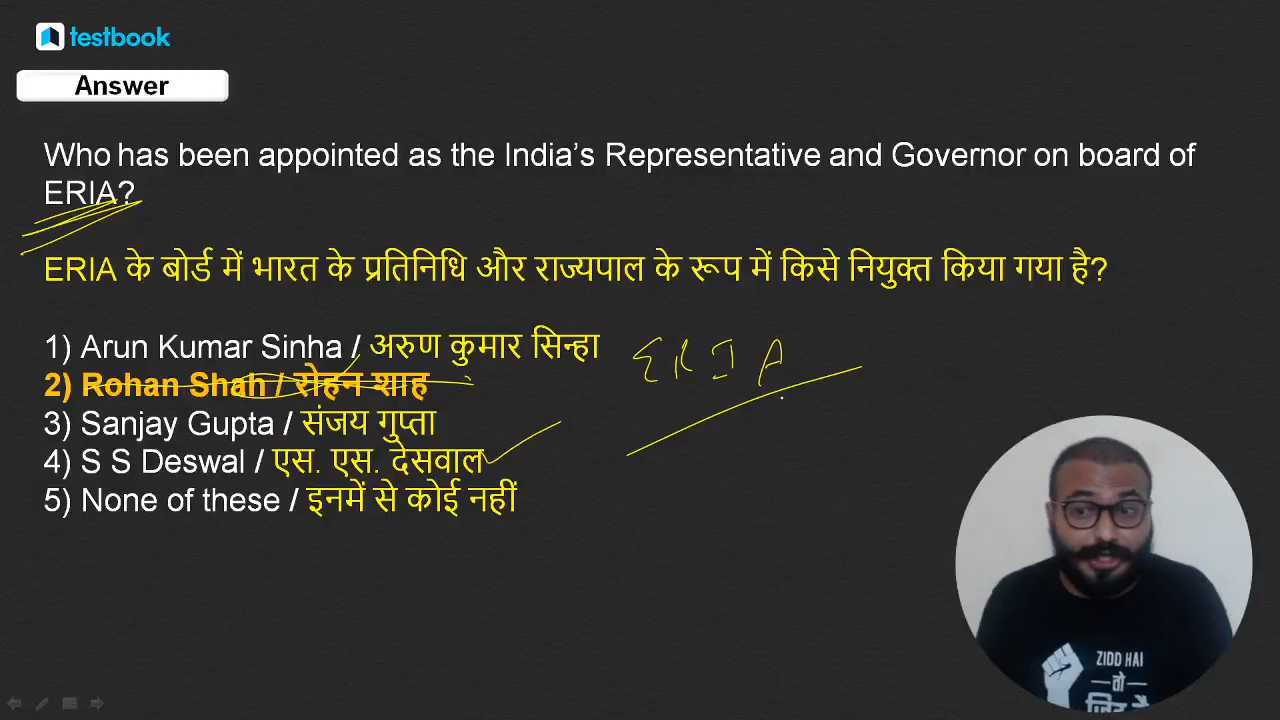 testbook
Answer
Who has been appointed as the India's Representative and Governor on board of
ERIA?
ERIA के बोर्ड में भारत के प्रतिनिधि और राज्यपाल के रूप में किसे नियुक्त किया गया है?
1) Arun Kumar Sinha / अरुण कुमार सिन्हा
ERIA
2) Rohan Shah / रोहन शाह
3) Sanjay Gupta / संजय गुप्ता
4) S S Deswal / एस. एस. देसवाल
5) None of these / इनमें से कोई नहीं
ZIDD HAI
तो